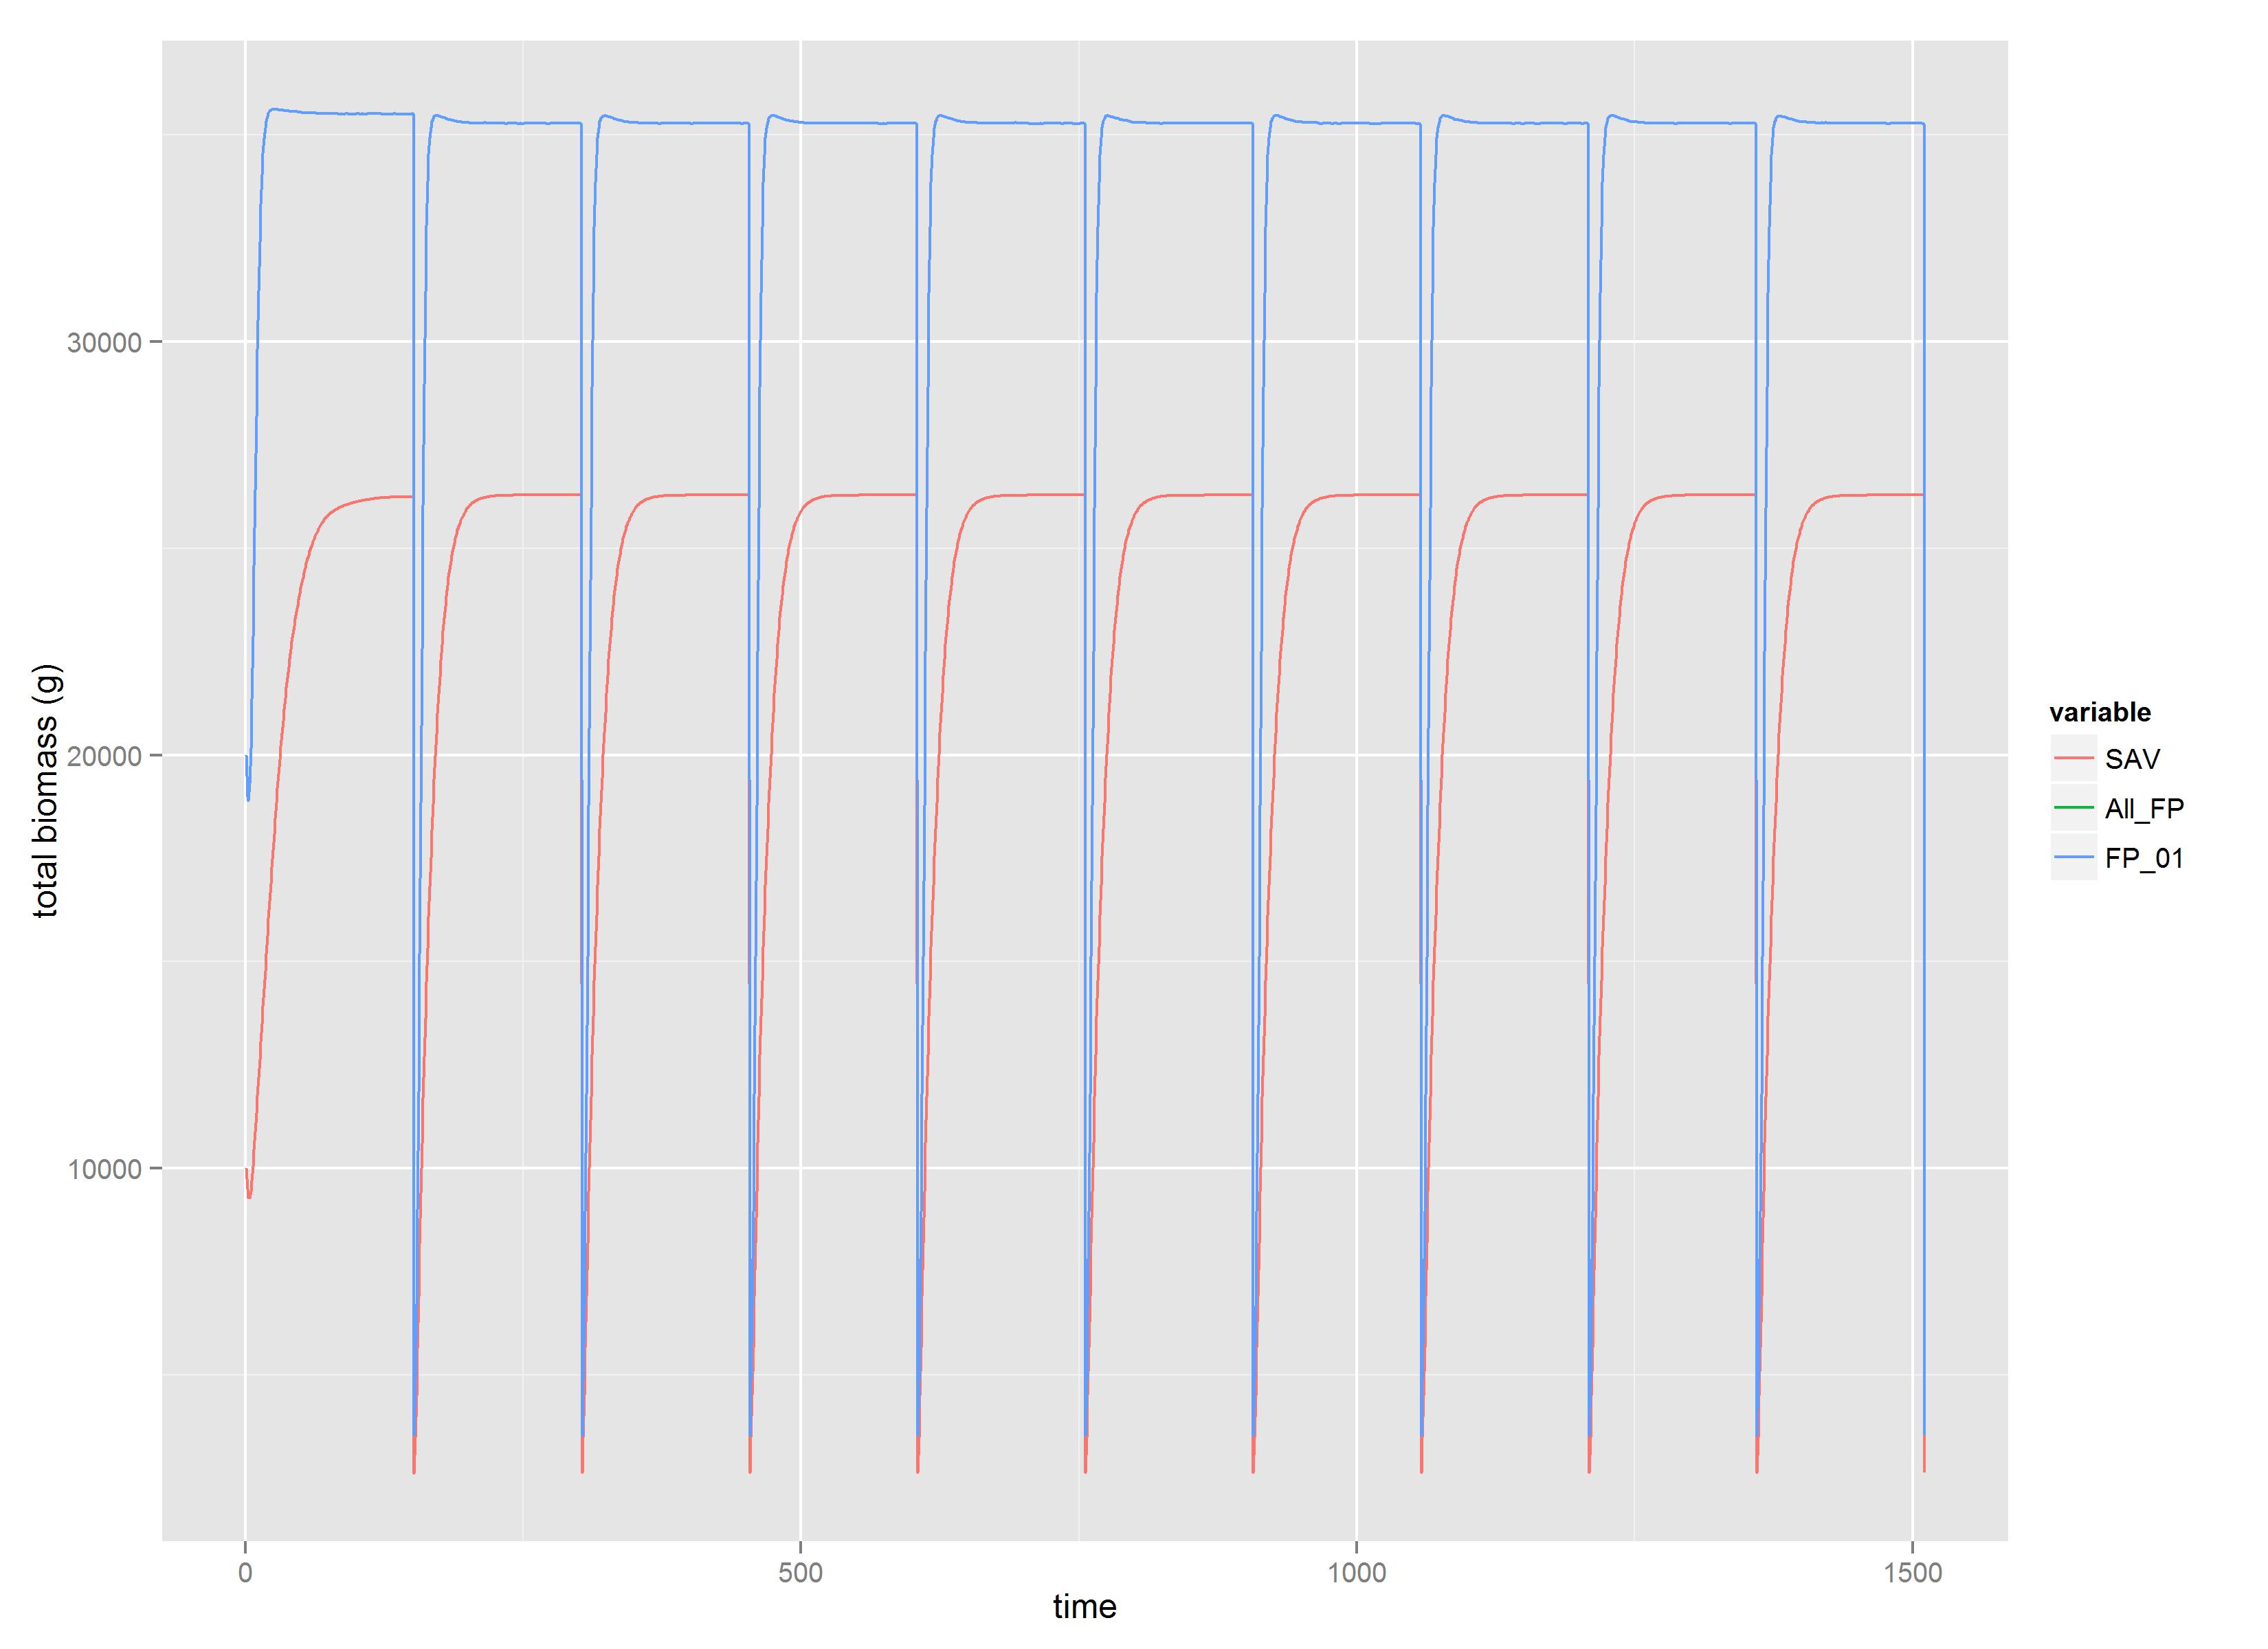 total biomass (g)
30000
20000
10000
0
500
1000
1500
time
variable
SAV
All_FP
FP_01